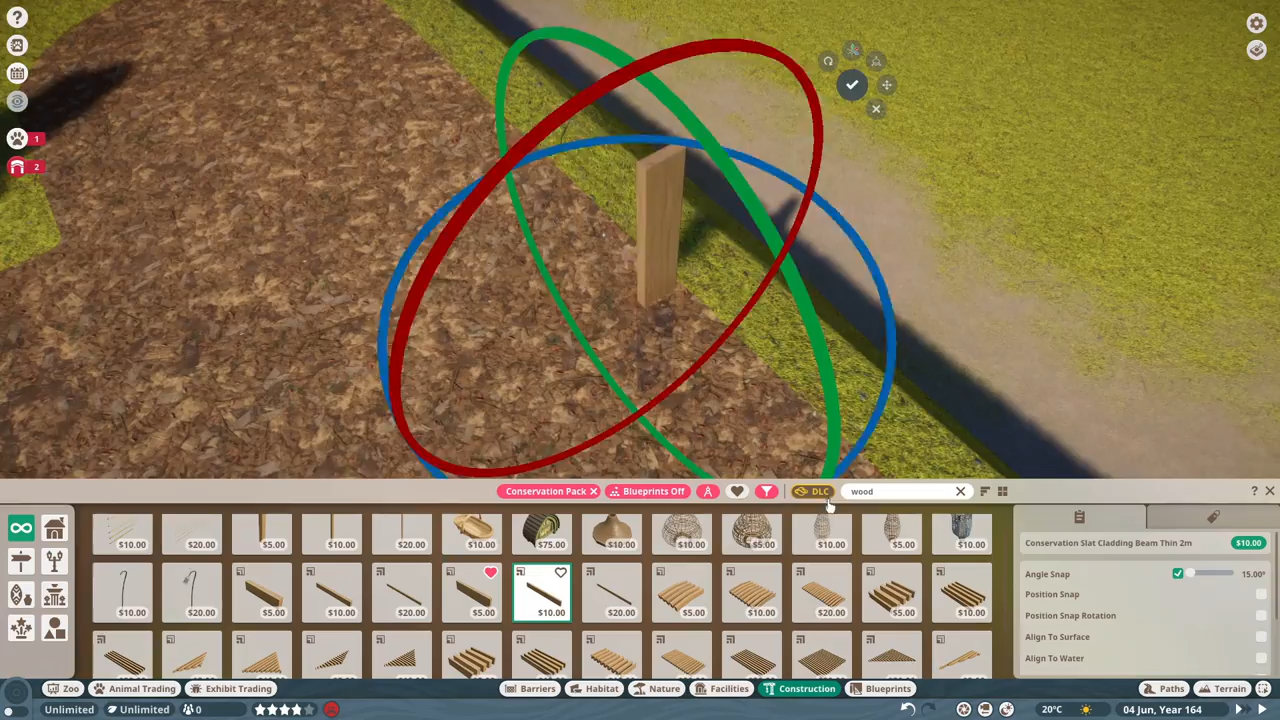 ?
1
2
Conservation Pack ✕
Blueprints Off
DLC
wood
? ✕
$10.00 $20.00 $5.00 $10.00 $20.00 $10.00 $75.00 $10.00 $10.00 $5.00 $10.00 $5.00 $10.00
Conservation Slat Cladding Beam Thin 2m $10.00
Angle Snap 15.00°
Position Snap
Position Snap Rotation
Align To Surface
Align To Water
$10.00 $20.00 $5.00 $10.00 $20.00 $5.00 $10.00 $20.00 $5.00 $10.00 $20.00 $5.00 $10.00
Zoo Animal Trading Exhibit Trading Barriers Habitat Nature Facilities Construction Blueprints Paths Terrain
Unlimited Unlimited 0 20°C 04 Jun, Year 164